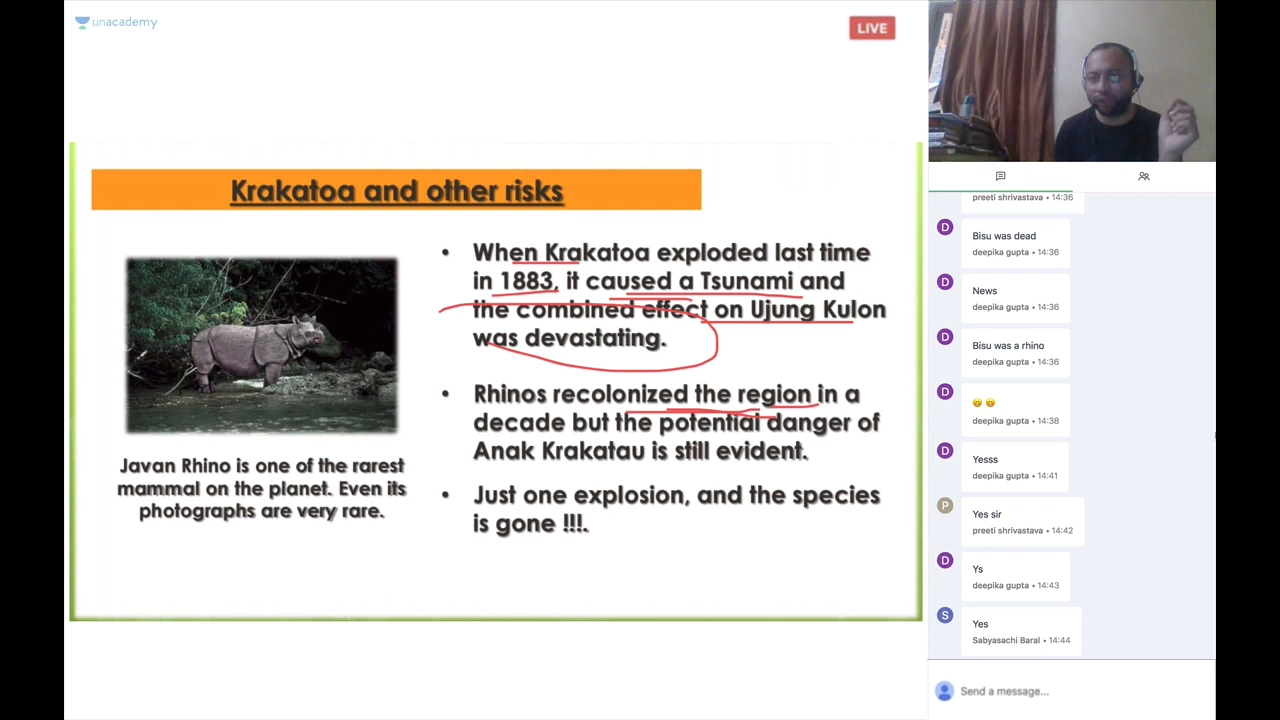 unacademy
LIVE
Krakatoa and other risks
• When Krakatoa exploded last time
in 1883, it caused a Tsunami and
the combined effect on Ujung Kulon
was devastating.
• Rhinos recolonized the region in a
decade but the potential danger of
Anak Krakatau is still evident.
• Just one explosion, and the species
is gone !!!.
Javan Rhino is one of the rarest
mammal on the planet. Even its
photographs are very rare.
preeti shrivastava • 14:36
D
Bisu was dead
deepika gupta • 14:36
D
News
deepika gupta • 14:36
D
Bisu was a rhino
deepika gupta • 14:36
D
deepika gupta • 14:38
D
Yesss
deepika gupta • 14:41
P
Yes sir
preeti shrivastava • 14:42
D
Ys
deepika gupta • 14:43
S
Yes
Sabyasachi Baral • 14:44
Send a message...